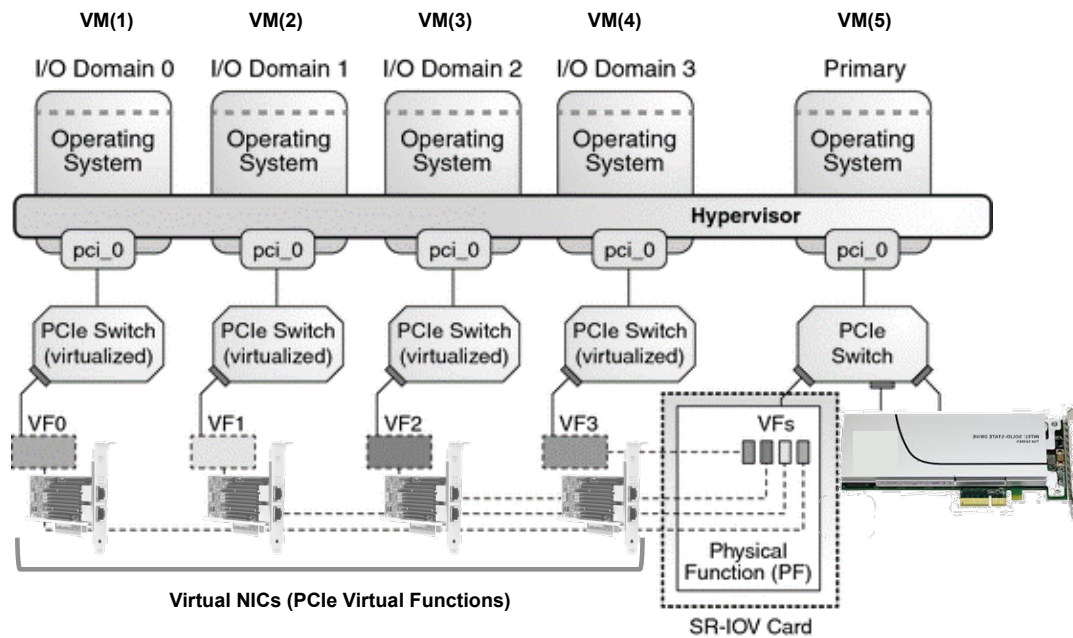 VM(1) VM(2) VM(3) VM(4) VM(5)
I/O Domain 0 I/O Domain 1 I/O Domain 2 I/O Domain 3 Primary
Operating Operating Operating Operating Operating
System System System System System
Hypervisor
pci_0 pci_0 pci_0 pci_0 pci_0
PCIe Switch PCIe Switch PCIe Switch PCIe Switch PCIe
(virtualized) (virtualized) (virtualized) (virtualized) Switch
VF0 VF1 VF2 VF3 VFs
Physical
Function (PF)
Virtual NICs (PCIe Virtual Functions)
SR-IOV Card